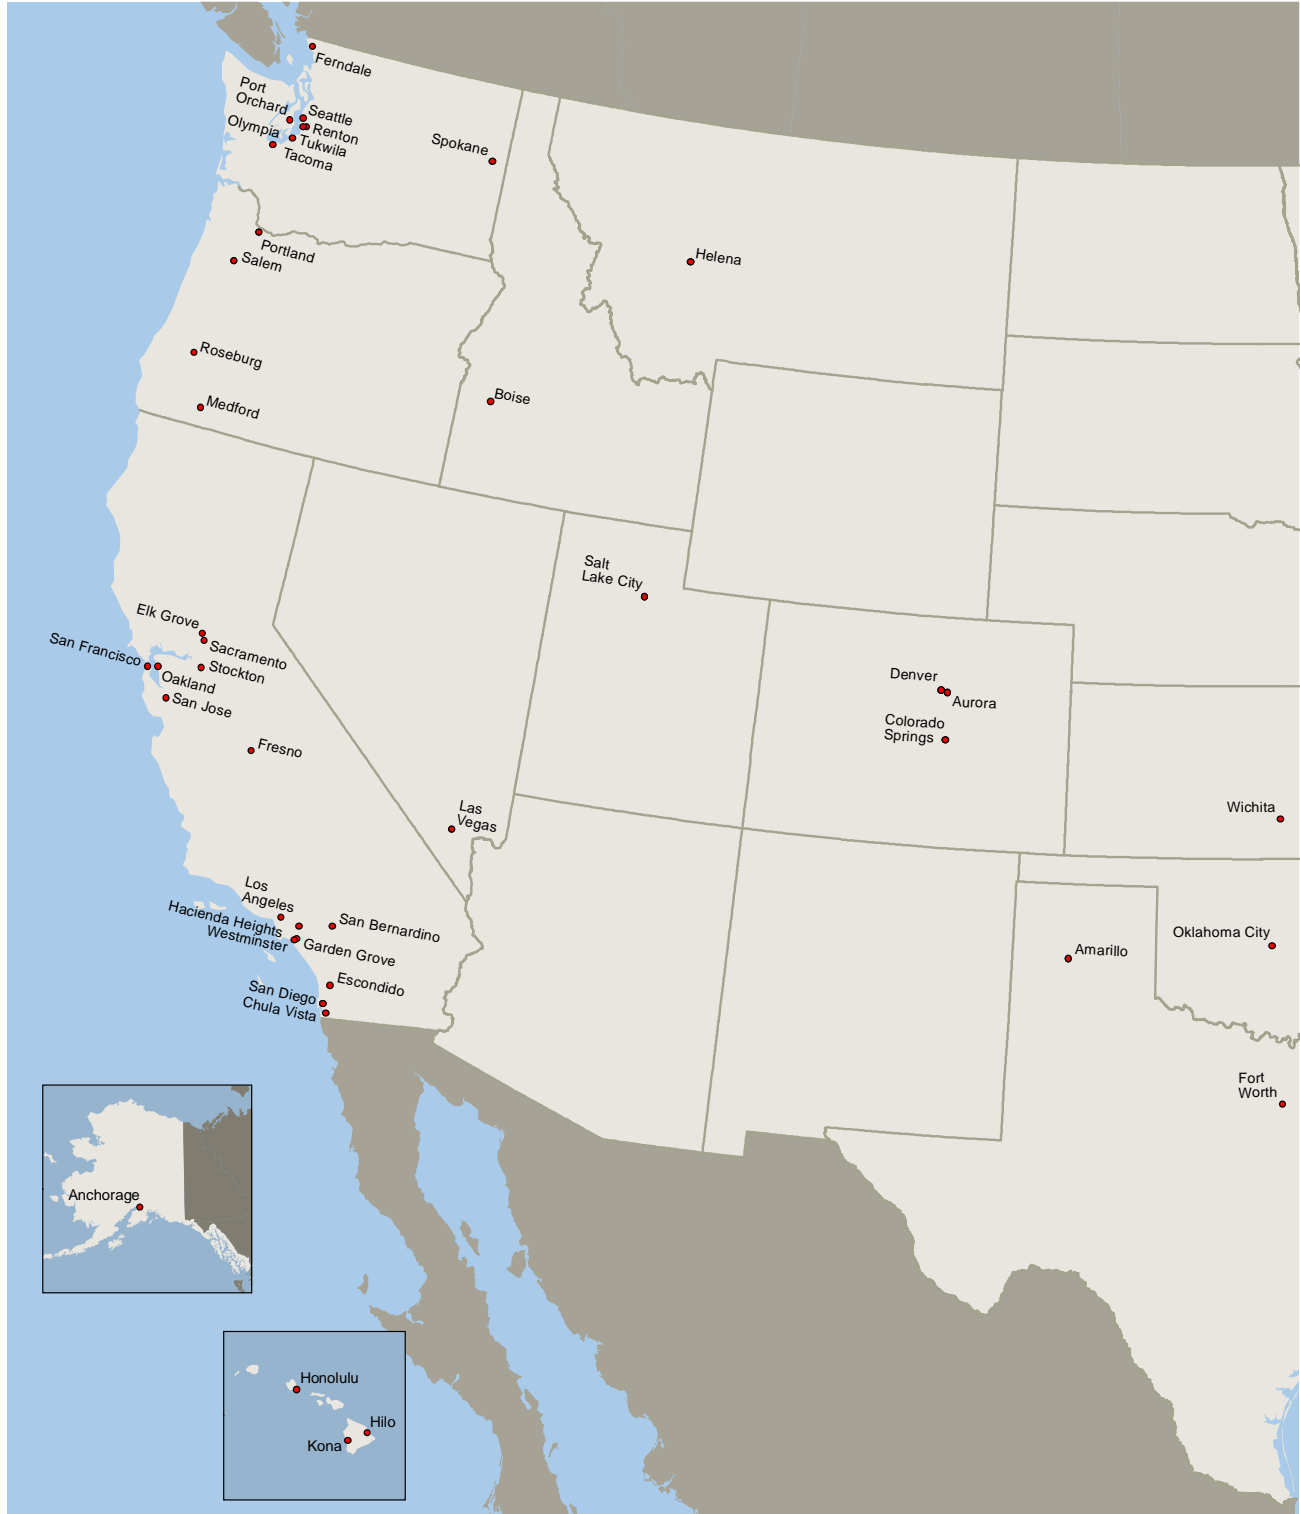 Ferndale
Port
Orchard
Seattle
Olympia
Renton
Tukwila
Tacoma
Spokane
Portland
Salem
Helena
Roseburg
Medford
Boise
Salt
Lake City
Elk Grove
San Francisco
Sacramento
Stockton
Oakland
San Jose
Denver
Aurora
Colorado
Springs
Fresno
Las
Vegas
Wichita
Los
Angeles
Hacienda Heights
Westminster
San Bernardino
Garden Grove
Oklahoma City
Amarillo
Escondido
San Diego
Chula Vista
Fort
Worth
Anchorage
Honolulu
Hilo
Kona